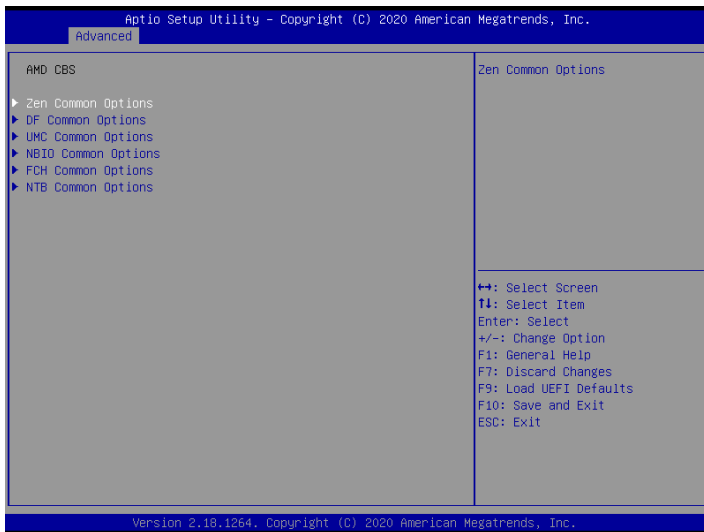 Aptio Setup Utility – Copyright (C) 2020 American Megatrends, Inc.
Advanced
AMD CBS
Zen Common Options
DF Common Options
UMC Common Options
NBIO Common Options
FCH Common Options
NTB Common Options
Zen Common Options
↔: Select Screen
↑↓: Select Item
Enter: Select
+/-: Change Option
F1: General Help
F7: Discard Changes
F9: Load UEFI Defaults
F10: Save and Exit
ESC: Exit
Version 2.18.1264. Copyright (C) 2020 American Megatrends, Inc.